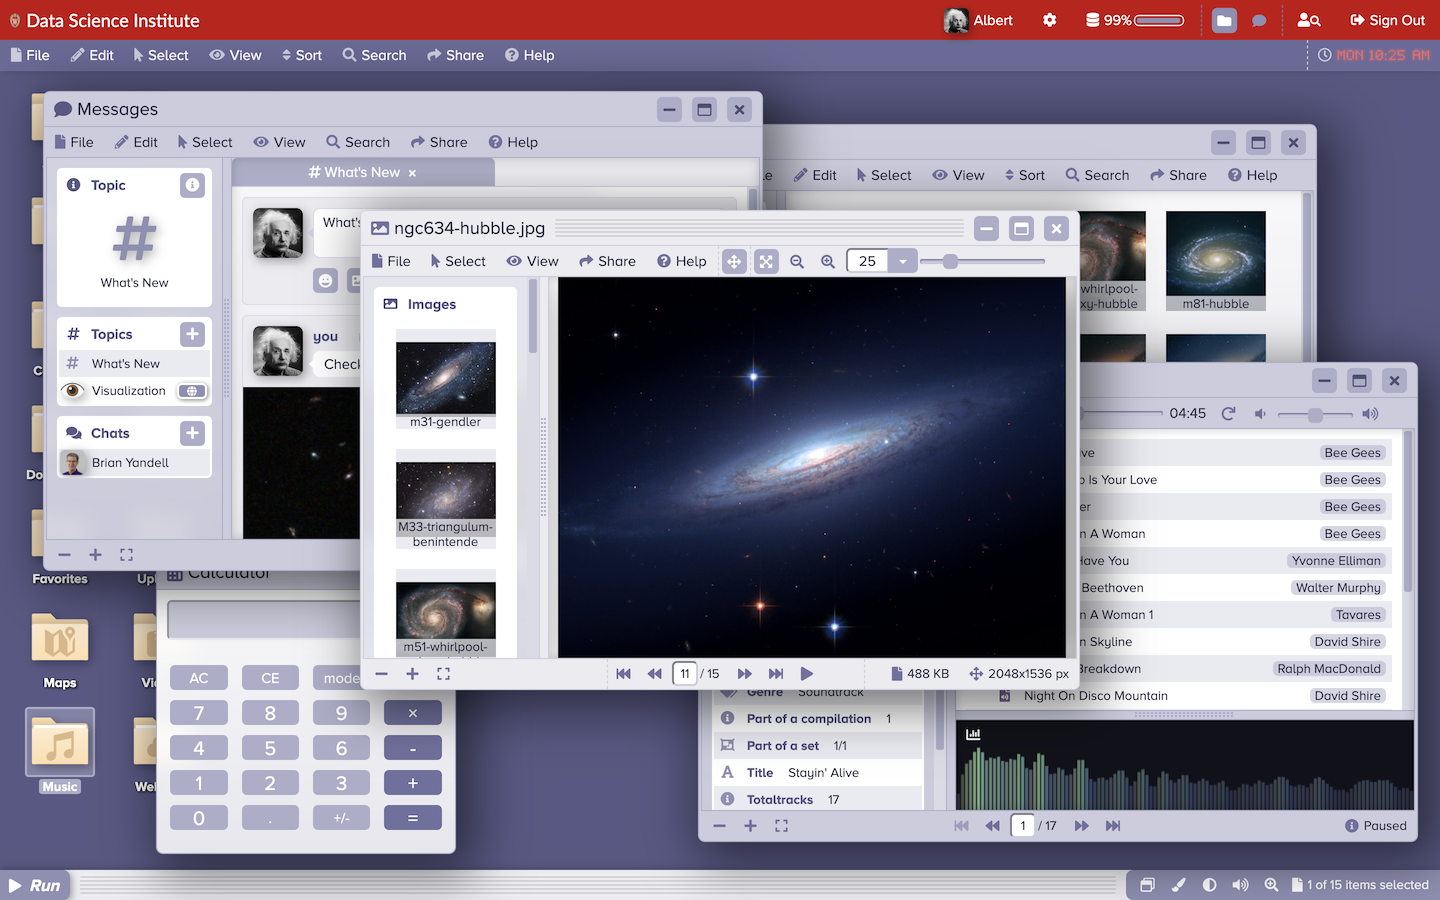 Data Science Institute
Albert
99%
Sign Out
File Edit Select View Sort Search Share Help
MON 10:25 AM
Messages
File Edit Select View Search Share Help
Topic
What's New
Topics
What's New
Visualization
Chats
Brian Yandell
# What's New ×
What's
you
Check
Edit Select View Sort Search Share Help
whirlpool-
xy-hubble
m81-hubble
ngc634-hubble.jpg
File Select View Share Help
25
Images
m31-gendler
M33-triangulum-
benintende
m51-whirlpool-
11 / 15
488 KB
2048x1536 px
04:45
Bee Gees
Is Your Love Bee Gees
Bee Gees
A Woman Bee Gees
Have You Yvonne Elliman
Beethoven Walter Murphy
A Woman 1 Tavares
Skyline David Shire
Breakdown Ralph MacDonald
Night On Disco Mountain David Shire
Genre Soundtrack
Part of a compilation 1
Part of a set 1/1
Title Stayin' Alive
Totaltracks 17
1 / 17
Paused
Calculator
AC CE mode
7 8 9 ×
4 5 6 -
1 2 3 +
0 . +/- =
Favorites
Maps
Music
Run
1 of 15 items selected